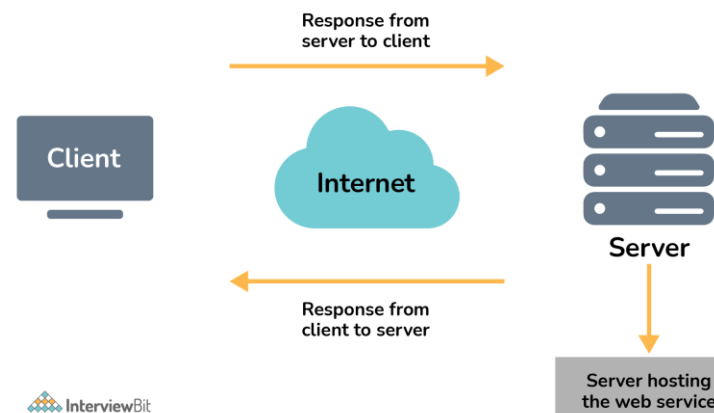 Response from
server to client
Client
Internet
Server
Response from
client to server
Server hosting
the web service
InterviewBit